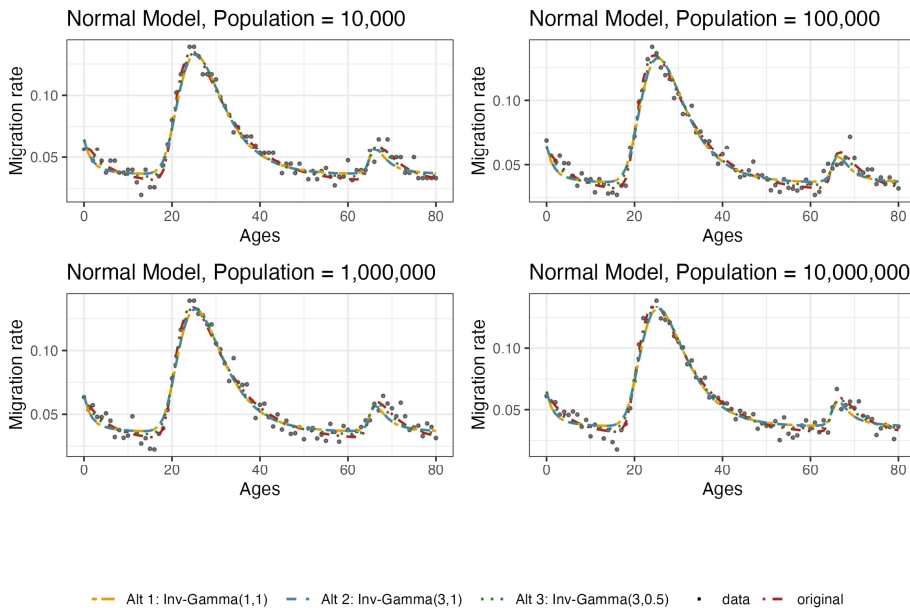 Normal Model, Population = 10,000
Migration rate
0.10
0.05
0 20 40 60 80
Ages
Normal Model, Population = 100,000
Migration rate
0.10
0.05
0 20 40 60 80
Ages
Normal Model, Population = 1,000,000
Migration rate
0.10
0.05
0 20 40 60 80
Ages
Normal Model, Population = 10,000,000
Migration rate
0.10
0.05
0 20 40 60 80
Ages
Alt 1: Inv-Gamma(1,1) Alt 2: Inv-Gamma(3,1) Alt 3: Inv-Gamma(3,0.5) data original